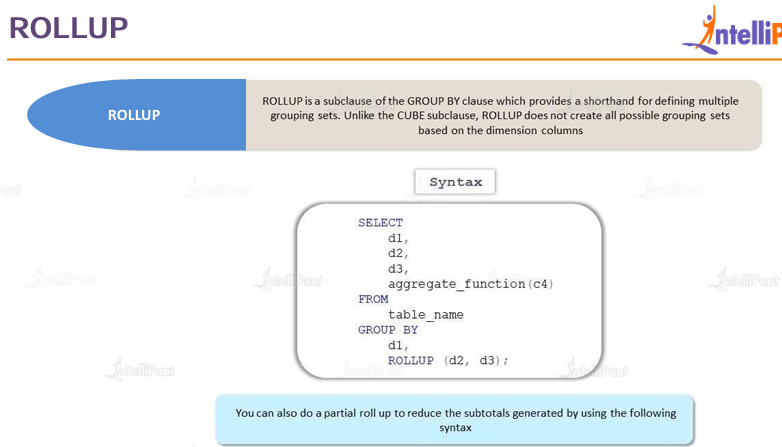 ROLLUP
ntelliP
ROLLUP
ROLLUP is a subclause of the GROUP BY clause which provides a shorthand for defining multiple
grouping sets. Unlike the CUBE subclause, ROLLUP does not create all possible grouping sets
based on the dimension columns
Syntax
SELECT
d1,
d2,
d3,
aggregate_function(c4)
FROM
table_name
GROUP BY
d1,
ROLLUP (d2, d3);
You can also do a partial roll up to reduce the subtotals generated by using the following
syntax